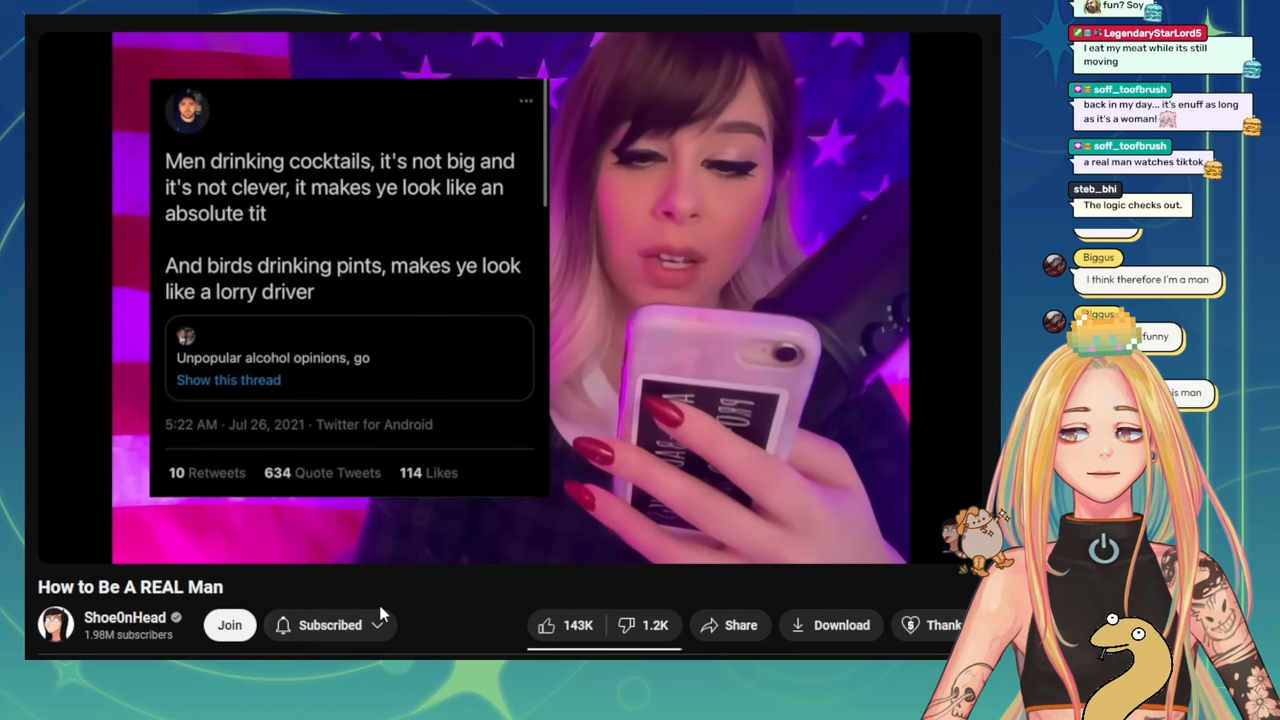 Men drinking cocktails, it's not big and
it's not clever, it makes ye look like an
absolute tit
And birds drinking pints, makes ye look
like a lorry driver
Unpopular alcohol opinions, go
Show this thread
5:22 AM · Jul 26, 2021 · Twitter for Android
10 Retweets 634 Quote Tweets 114 Likes
How to Be A REAL Man
Shoe0nHead
1.98M subscribers
Join
Subscribed
143K
1.2K
Share
Download
Thank
fun? Soy
LegendaryStarLord5
I eat my meat while its still
moving
soff_toofbrush
back in my day... it's enuff as long
as it's a woman!
soff_toofbrush
a real man watches tiktok
steb_bhi
The logic checks out.
Biggus
I think therefore I'm a man
Biggus
funny
is man